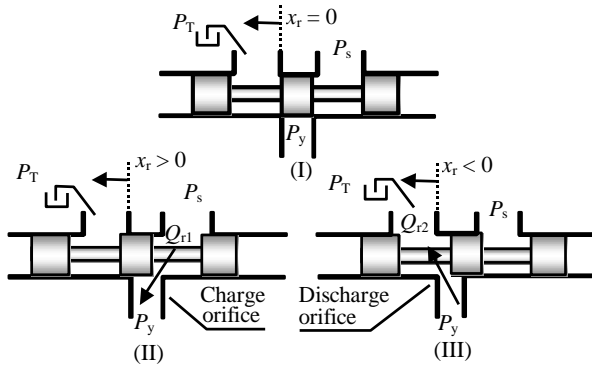 x_r = 0
P_T
P_s
P_y
(I)
x_r > 0
P_T
P_s
Q_r1
Charge orifice
P_y
(II)
x_r < 0
P_T
P_s
Q_r2
Discharge orifice
P_y
(III)